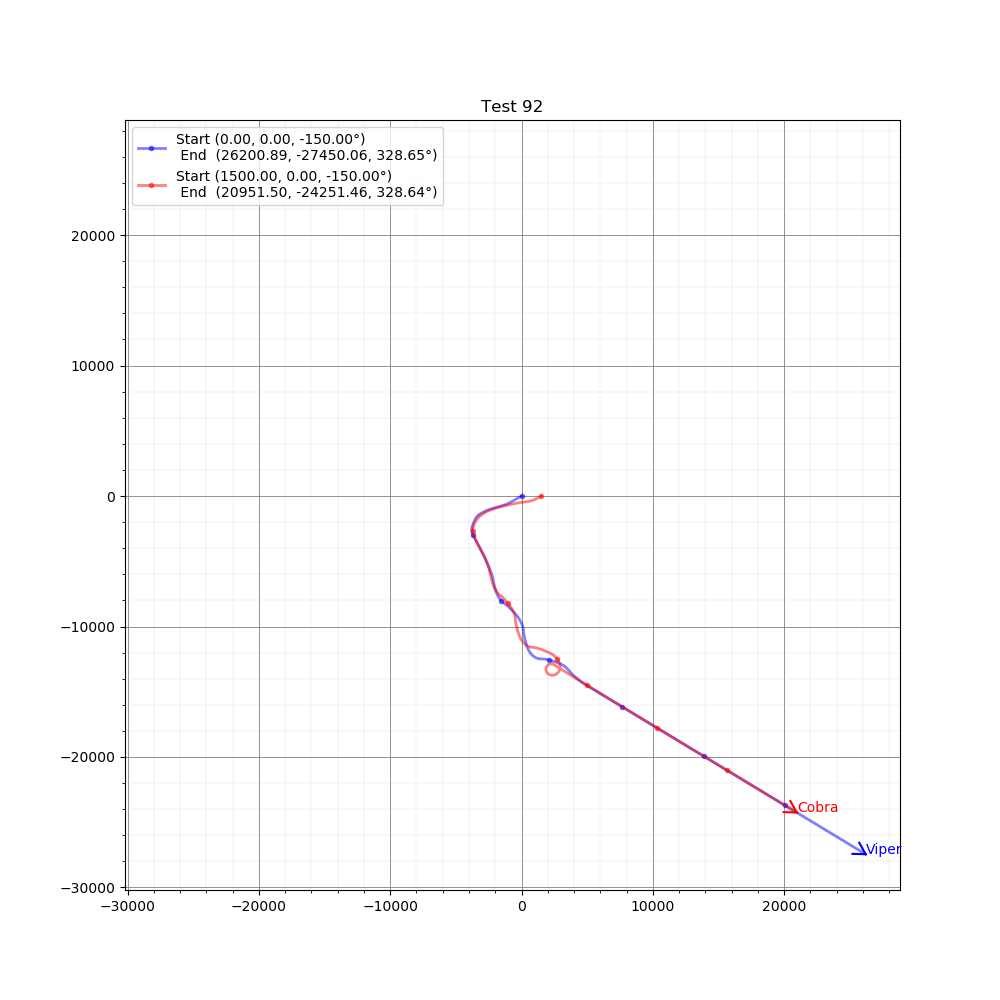 Test 92
Start (0.00, 0.00, -150.00°)
End  (26200.89, -27450.06, 328.65°)
Start (1500.00, 0.00, -150.00°)
End  (20951.50, -24251.46, 328.64°)
20000
10000
0
−10000
−20000
−30000
Cobra
Viper
−30000
−20000
−10000
0
10000
20000